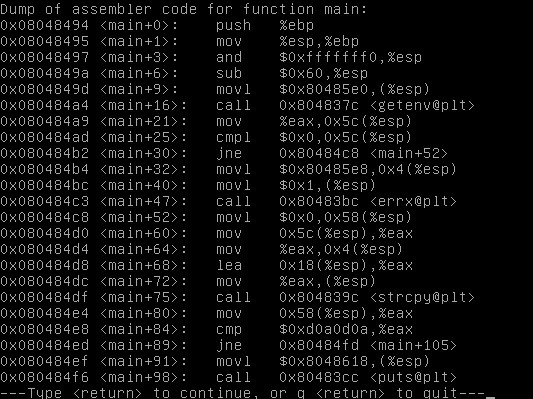 Dump of assembler code for function main:
0x08048494 <main+0>: push %ebp
0x08048495 <main+1>: mov %esp,%ebp
0x08048497 <main+3>: and $0xfffffff0,%esp
0x0804849a <main+6>: sub $0x60,%esp
0x0804849d <main+9>: movl $0x80485e0,(%esp)
0x080484a4 <main+16>: call 0x804837c <getenv@plt>
0x080484a9 <main+21>: mov %eax,0x5c(%esp)
0x080484ad <main+25>: cmpl $0x0,0x5c(%esp)
0x080484b2 <main+30>: jne 0x80484c8 <main+52>
0x080484b4 <main+32>: movl $0x80485e8,0x4(%esp)
0x080484bc <main+40>: movl $0x1,(%esp)
0x080484c3 <main+47>: call 0x80483bc <errx@plt>
0x080484c8 <main+52>: movl $0x0,0x58(%esp)
0x080484d0 <main+60>: mov 0x5c(%esp),%eax
0x080484d4 <main+64>: mov %eax,0x4(%esp)
0x080484d8 <main+68>: lea 0x18(%esp),%eax
0x080484dc <main+72>: mov %eax,(%esp)
0x080484df <main+75>: call 0x804839c <strcpy@plt>
0x080484e4 <main+80>: mov 0x58(%esp),%eax
0x080484e8 <main+84>: cmp $0xd0a0d0a,%eax
0x080484ed <main+89>: jne 0x80484fd <main+105>
0x080484ef <main+91>: movl $0x8048618,(%esp)
0x080484f6 <main+98>: call 0x80483cc <puts@plt>
---Type <return> to continue, or q <return> to quit---